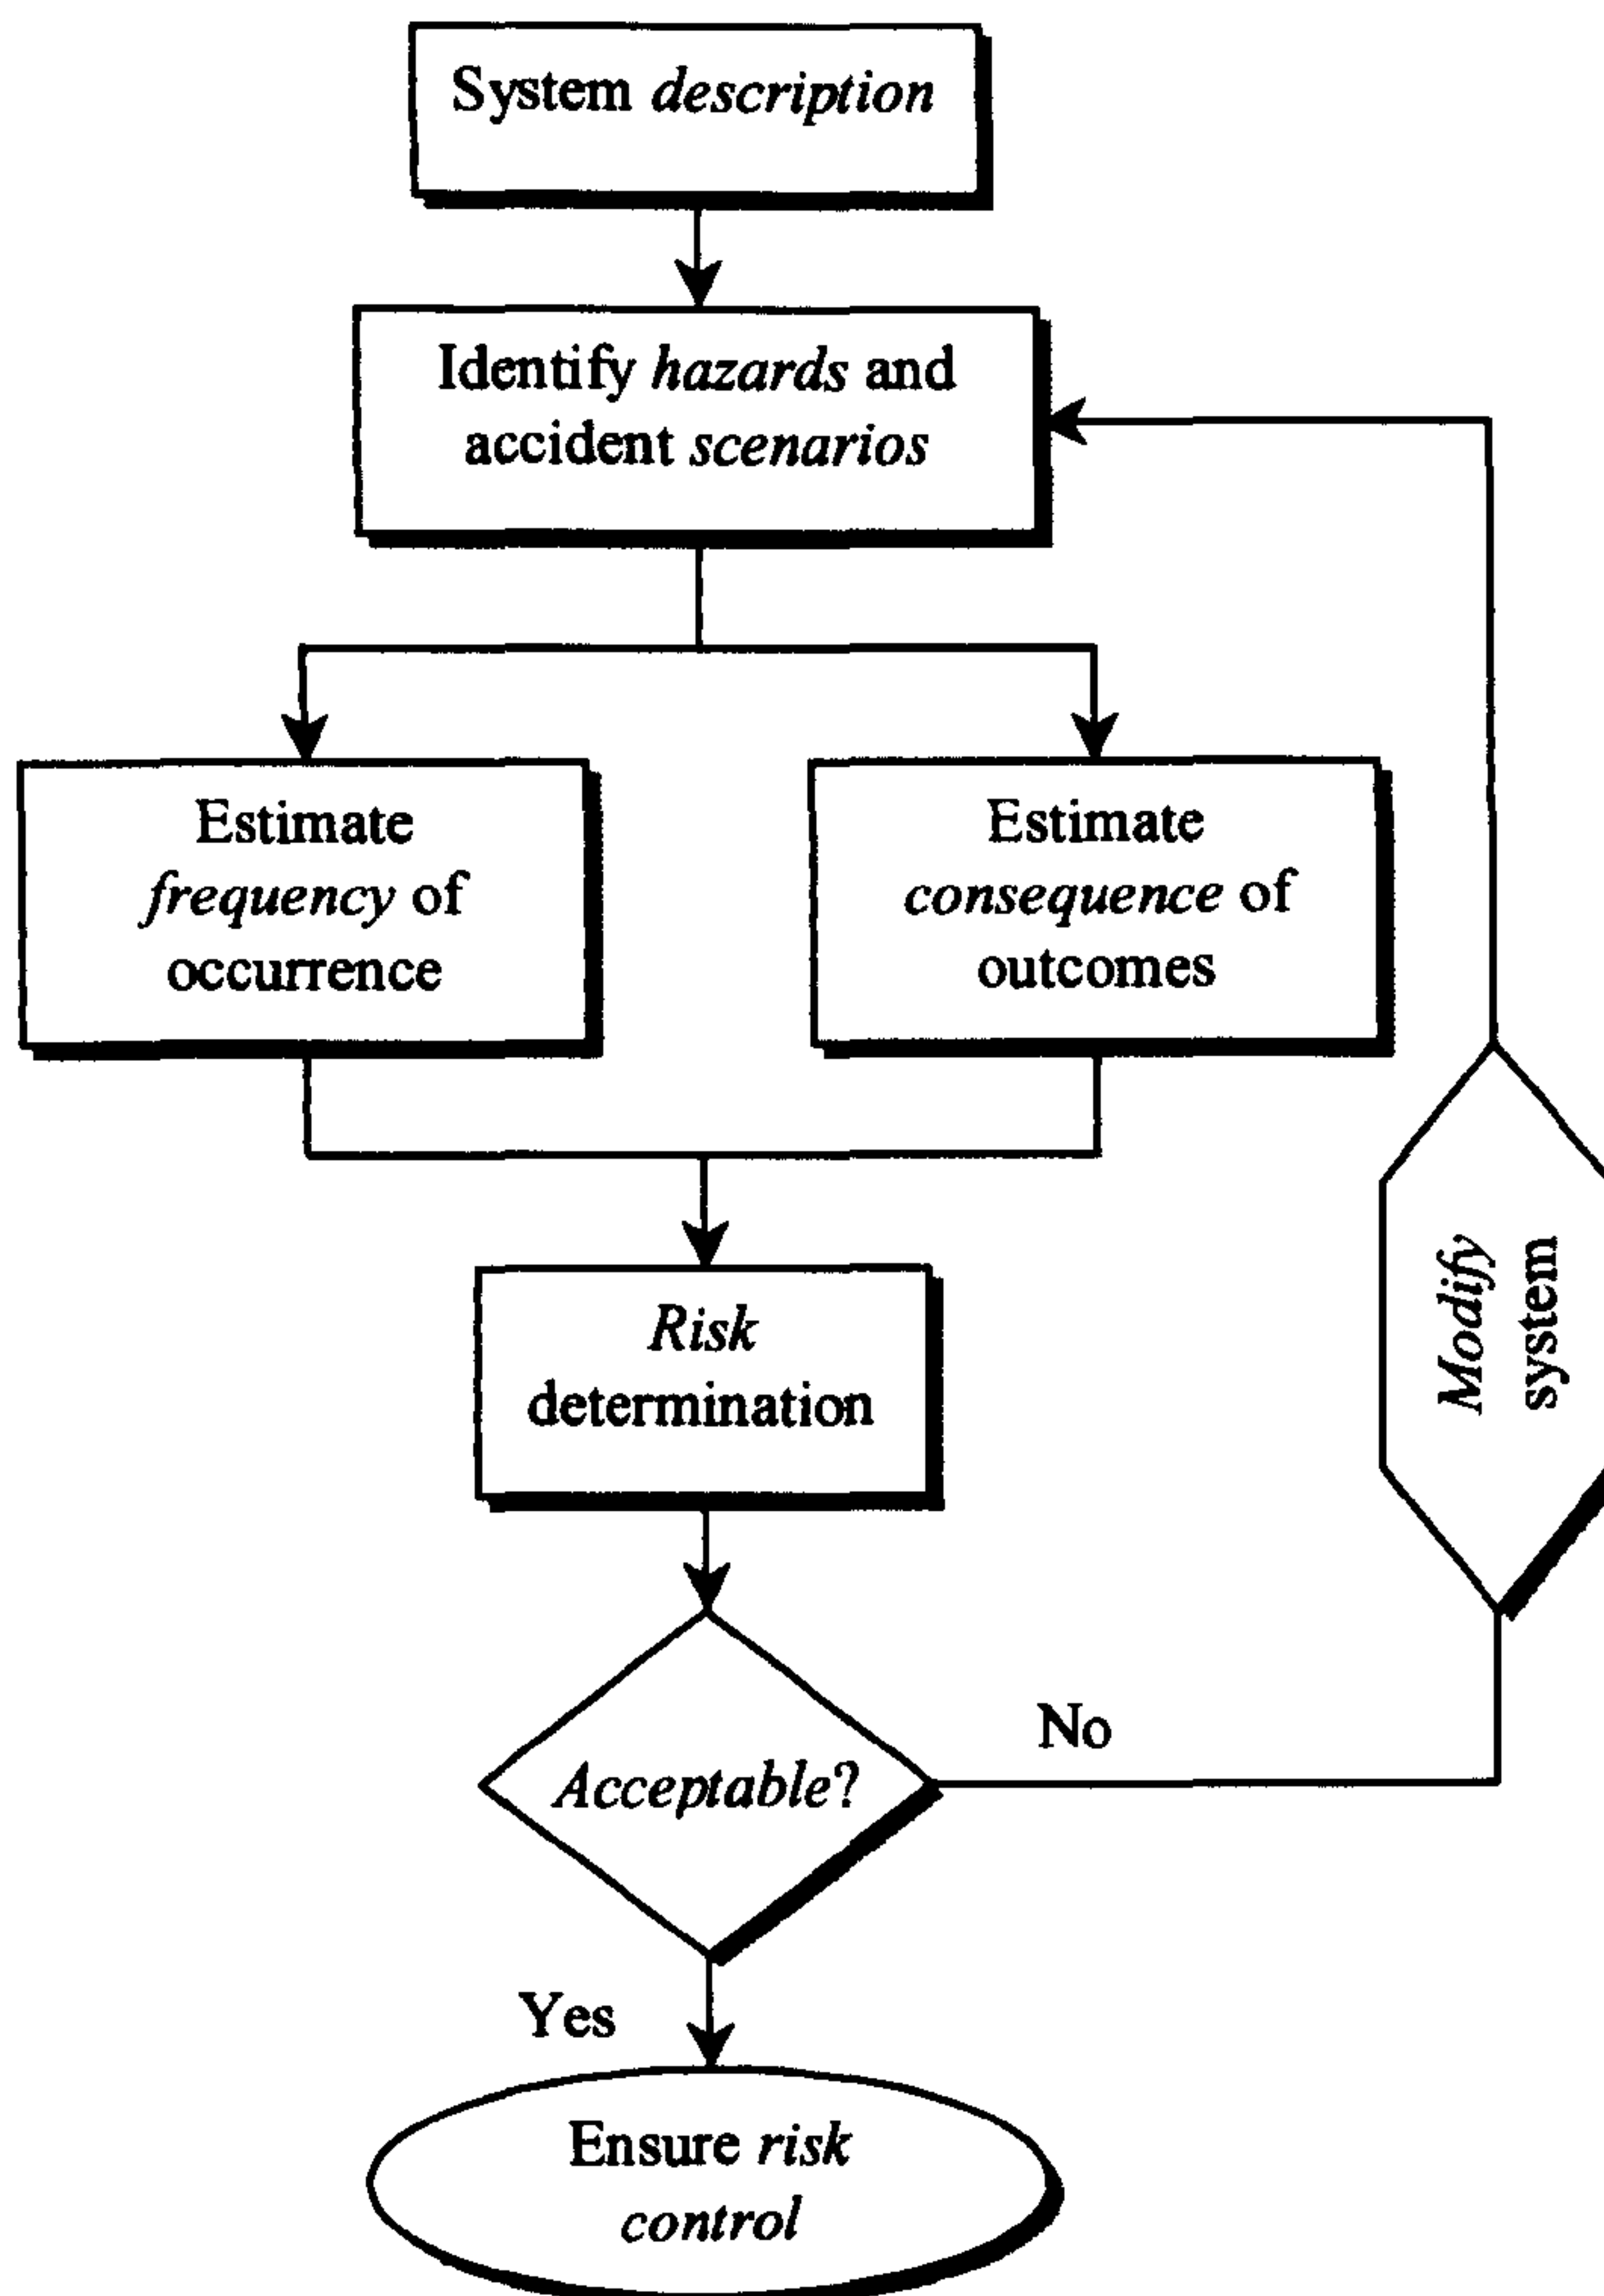 System description
Identify hazards and
accident scenarios
Estimate
frequency of
occurrence
Estimate
consequence of
outcomes
Risk
determination
Modify
system
Acceptable?
No
Yes
Ensure risk
control